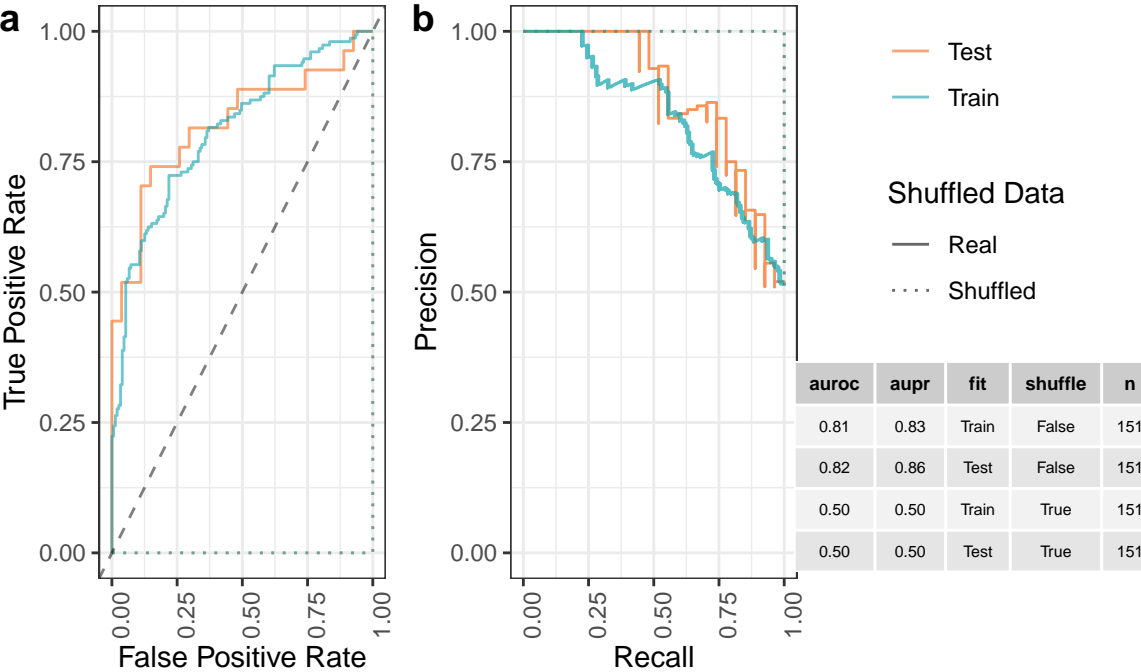 a
True Positive Rate
1.00
0.75
0.50
0.25
0.00
0.00 0.25 0.50 0.75 1.00
False Positive Rate
b
Precision
1.00
0.75
0.50
0.25
0.00
0.00 0.25 0.50 0.75 1.00
Recall
Test
Train
Shuffled Data
Real
Shuffled
auroc aupr fit shuffle n
0.81 0.83 Train False 151
0.82 0.86 Test False 151
0.50 0.50 Train True 151
0.50 0.50 Test True 151